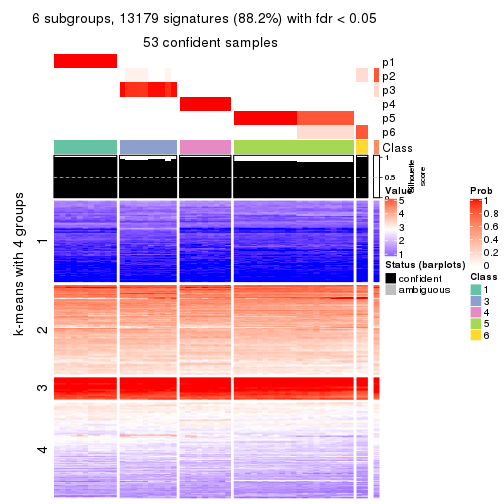 6 subgroups, 13179 signatures (88.2%) with fdr < 0.05
53 confident samples
p1
p2
p3
p4
p5
p6
Class
1
0.5
0
Silhouette
score
k-means with 4 groups
1
2
3
4
Value
5
4
3
2
1
Status (barplots)
confident
ambiguous
Prob
1
0.8
0.6
0.4
0.2
0
Class
1
3
4
5
6